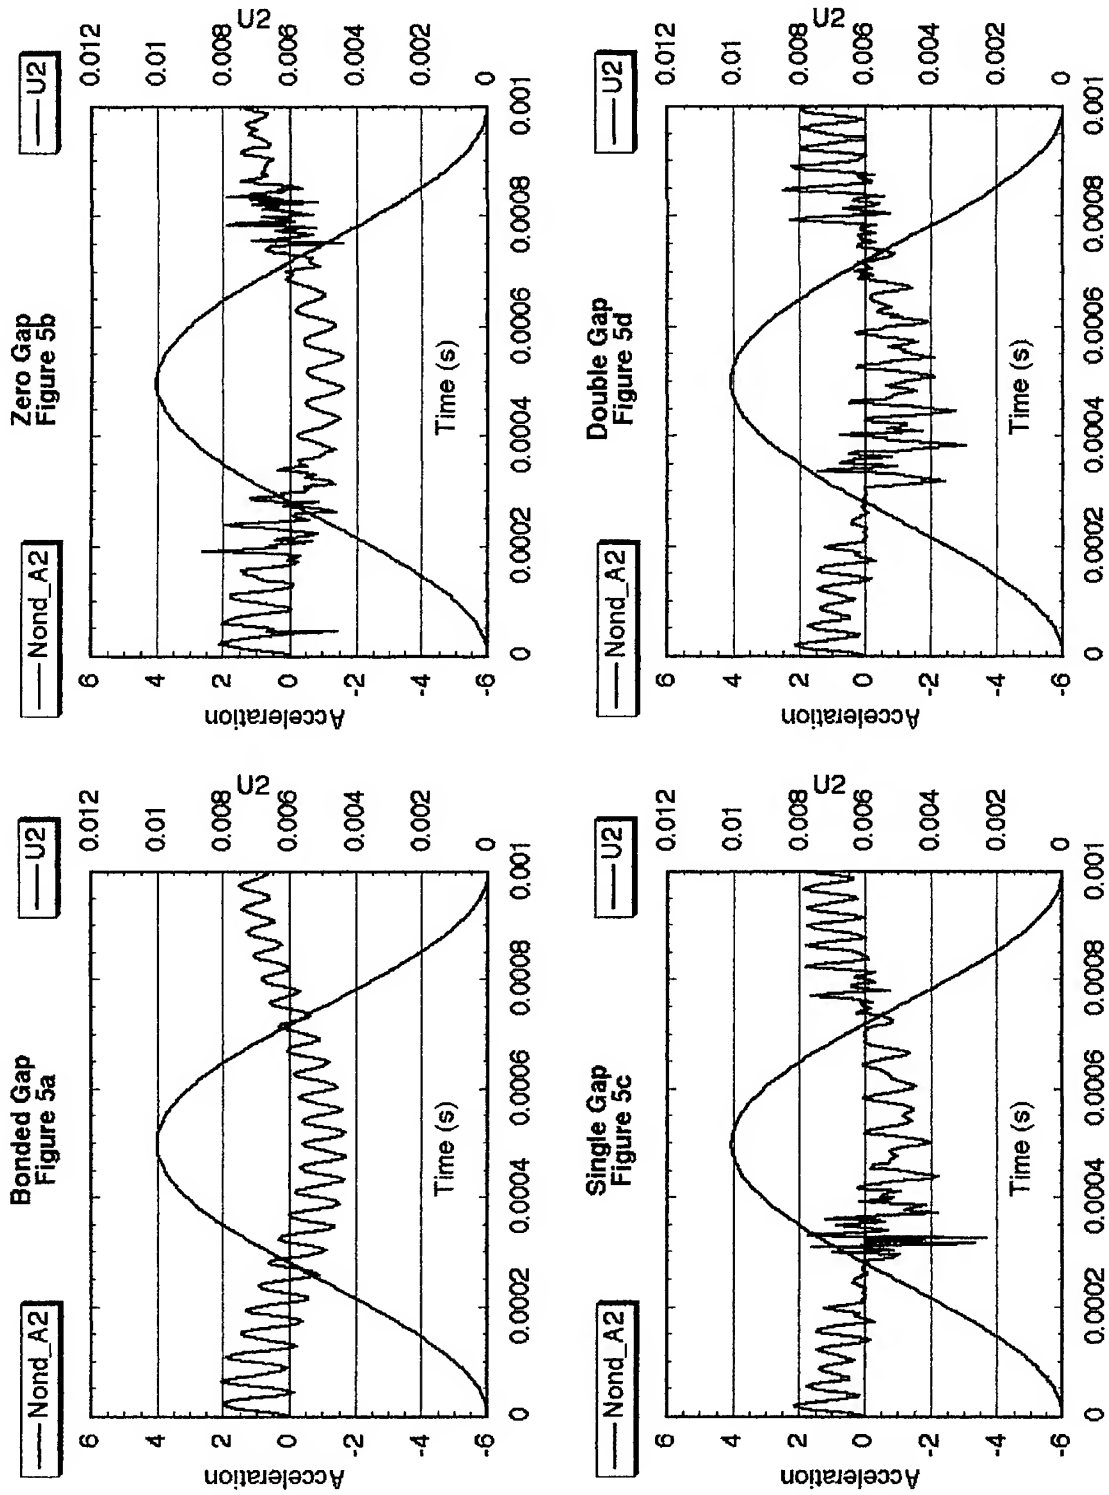 Bonded Gap
Figure 5a
Nond_A2
U2
6
4
2
0
-2
-4
-6
Acceleration
0.012
0.01
0.008
0.006
0.004
0.002
0
U2
0
0.0002
0.0004
0.0006
0.0008
0.001
Time (s)
Zero Gap
Figure 5b
Nond_A2
U2
6
4
2
0
-2
-4
-6
Acceleration
0.012
0.01
0.008
0.006
0.004
0.002
0
U2
0
0.0002
0.0004
0.0006
0.0008
0.001
Time (s)
Single Gap
Figure 5c
Nond_A2
U2
6
4
2
0
-2
-4
-6
Acceleration
0.012
0.01
0.008
0.006
0.004
0.002
0
U2
0
0.0002
0.0004
0.0006
0.0008
0.001
Time (s)
Double Gap
Figure 5d
Nond_A2
U2
6
4
2
0
-2
-4
-6
Acceleration
0.012
0.01
0.008
0.006
0.004
0.002
0
U2
0
0.0002
0.0004
0.0006
0.0008
0.001
Time (s)